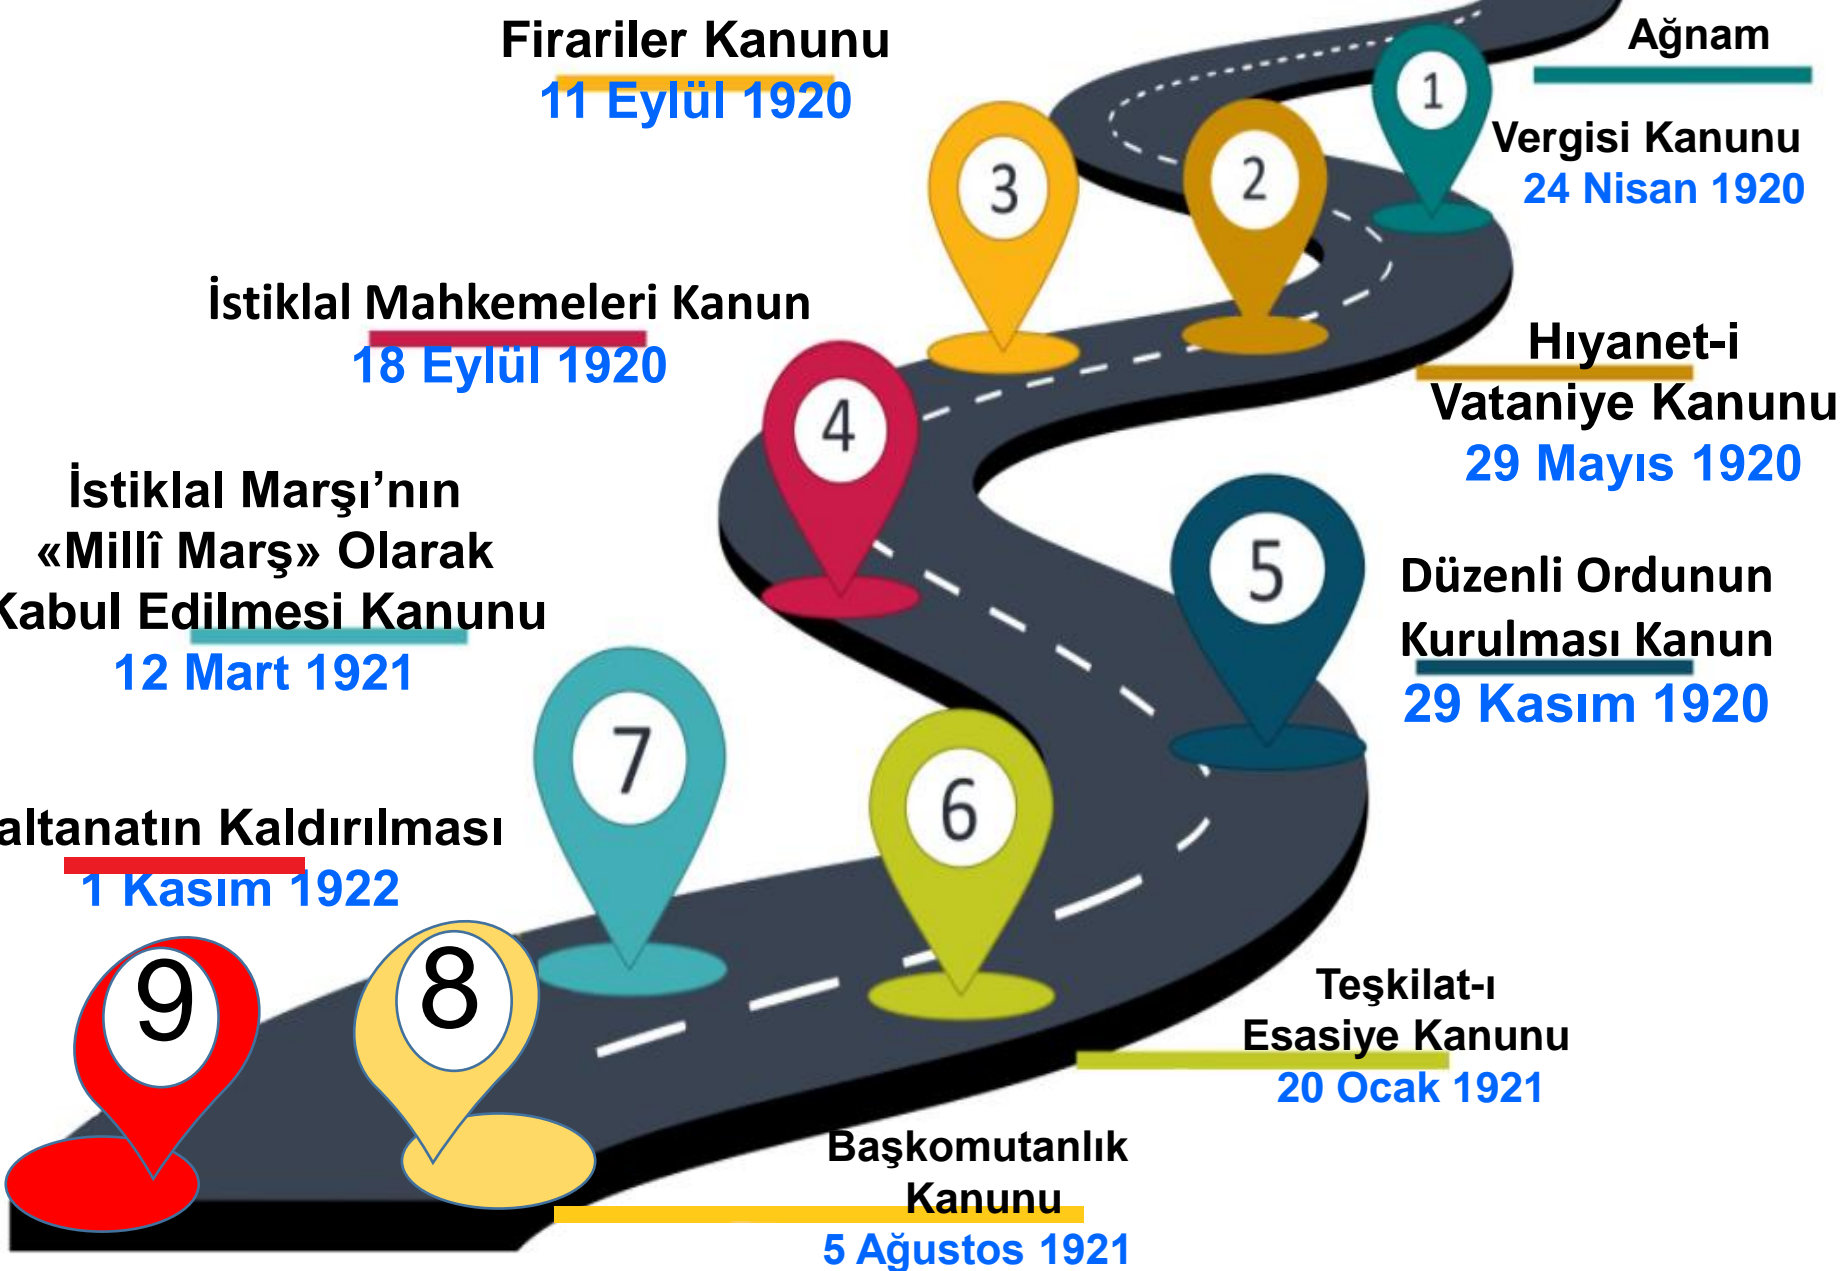 Ağnam
Vergisi Kanunu
24 Nisan 1920
1
Hıyanet-i
Vataniye Kanunu
29 Mayıs 1920
2
Firariler Kanunu
11 Eylül 1920
3
İstiklal Mahkemeleri Kanun
18 Eylül 1920
4
Düzenli Ordunun
Kurulması Kanun
29 Kasım 1920
5
Teşkilat-ı
Esasiye Kanunu
20 Ocak 1921
6
İstiklal Marşı’nın
«Millî Marş» Olarak
Kabul Edilmesi Kanunu
12 Mart 1921
7
Başkomutanlık
Kanunu
5 Ağustos 1921
8
altanatın Kaldırılması
1 Kasım 1922
9